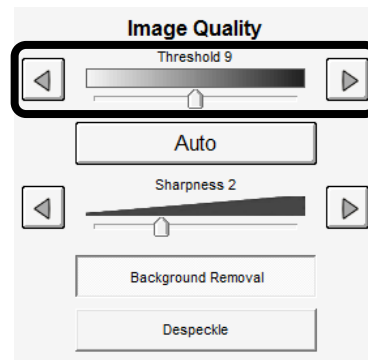 Image Quality
Threshold 9
Auto
Sharpness 2
Background Removal
Despeckle